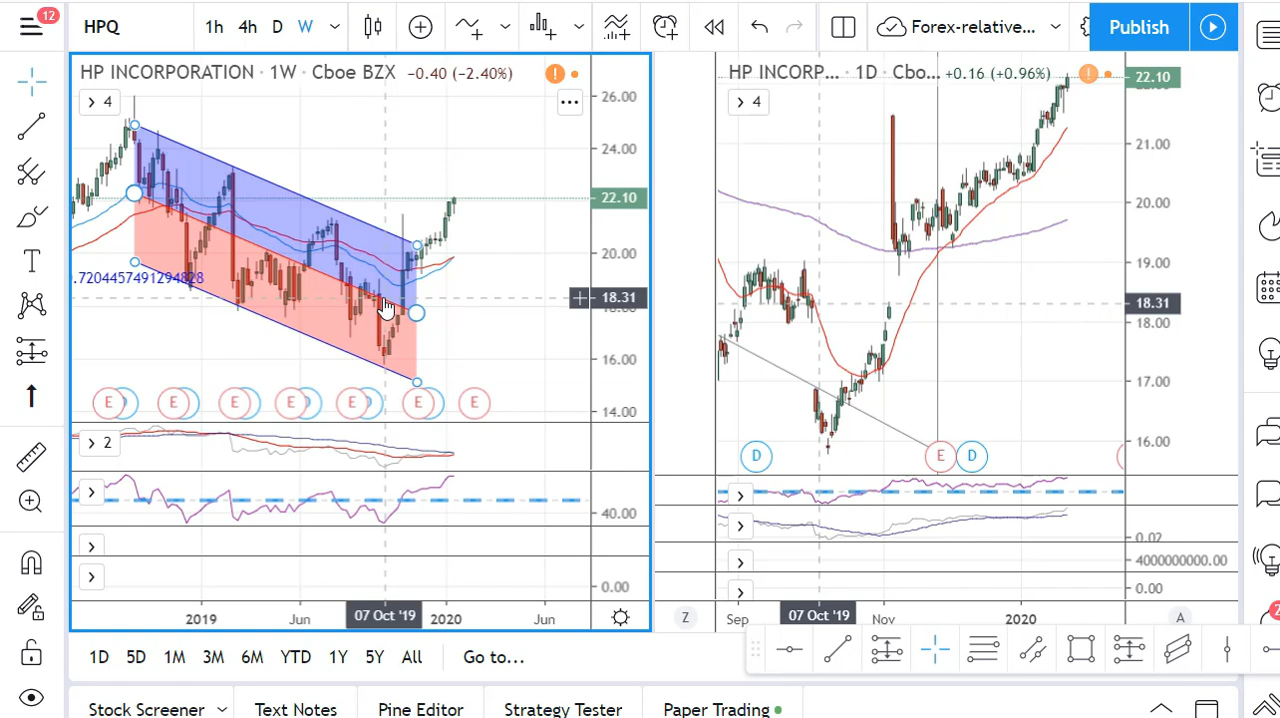 12
HPQ
1h 4h D W
Forex-relative...
Publish
HP INCORPORATION · 1W · Cboe BZX −0.40 (−2.40%)
4
26.00
24.00
22.10
20.00
18.31
16.00
14.00
.7204457491294828
E E E E E E E
2
40.00
0.00
2019 Jun 07 Oct '19 2020 Jun
HP INCORP... · 1D · Cbo... +0.16 (+0.96%)
4
22.10
21.00
20.00
19.00
18.31
18.00
17.00
16.00
D E D
0.02
4000000000.00
0.00
Z Sep 07 Oct '19 Nov 2020 A
1D 5D 1M 3M 6M YTD 1Y 5Y All Go to...
Stock Screener Text Notes Pine Editor Strategy Tester Paper Trading